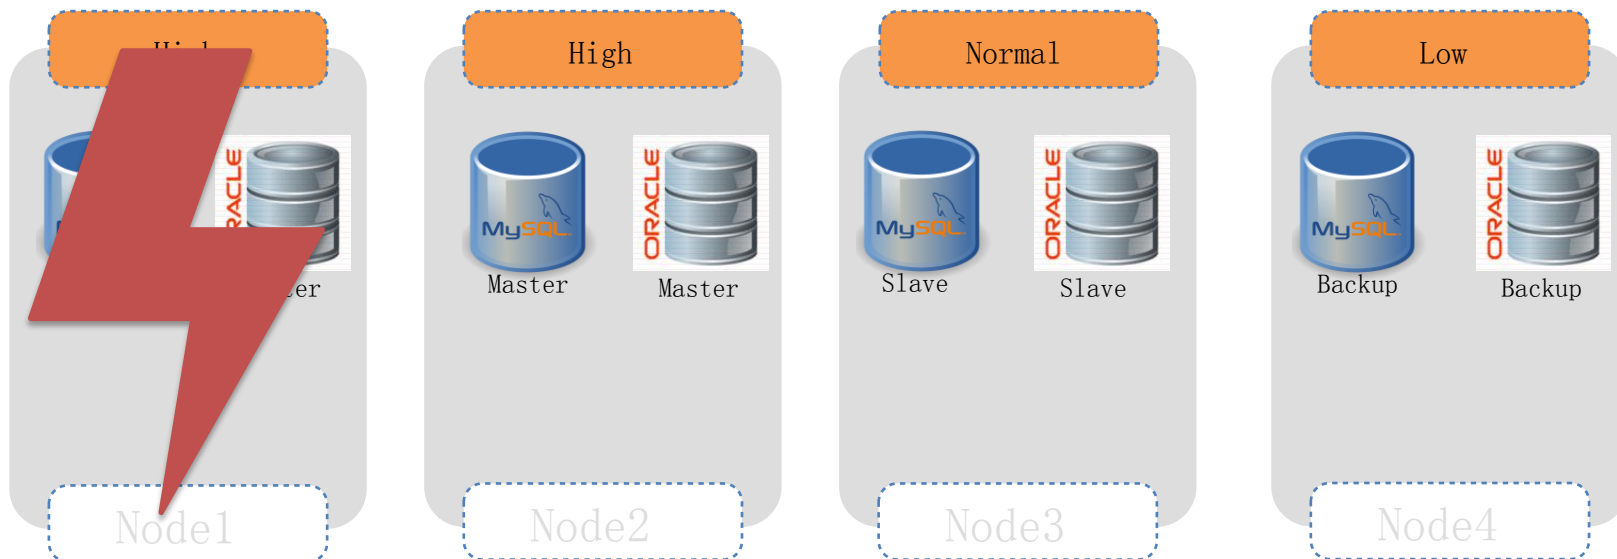 High
Normal
Low
ORACLE
MySQL
ORACLE
MySQL
ORACLE
MySQL
ORACLE
Master
Master
Slave
Slave
Backup
Backup
Node1
Node2
Node3
Node4